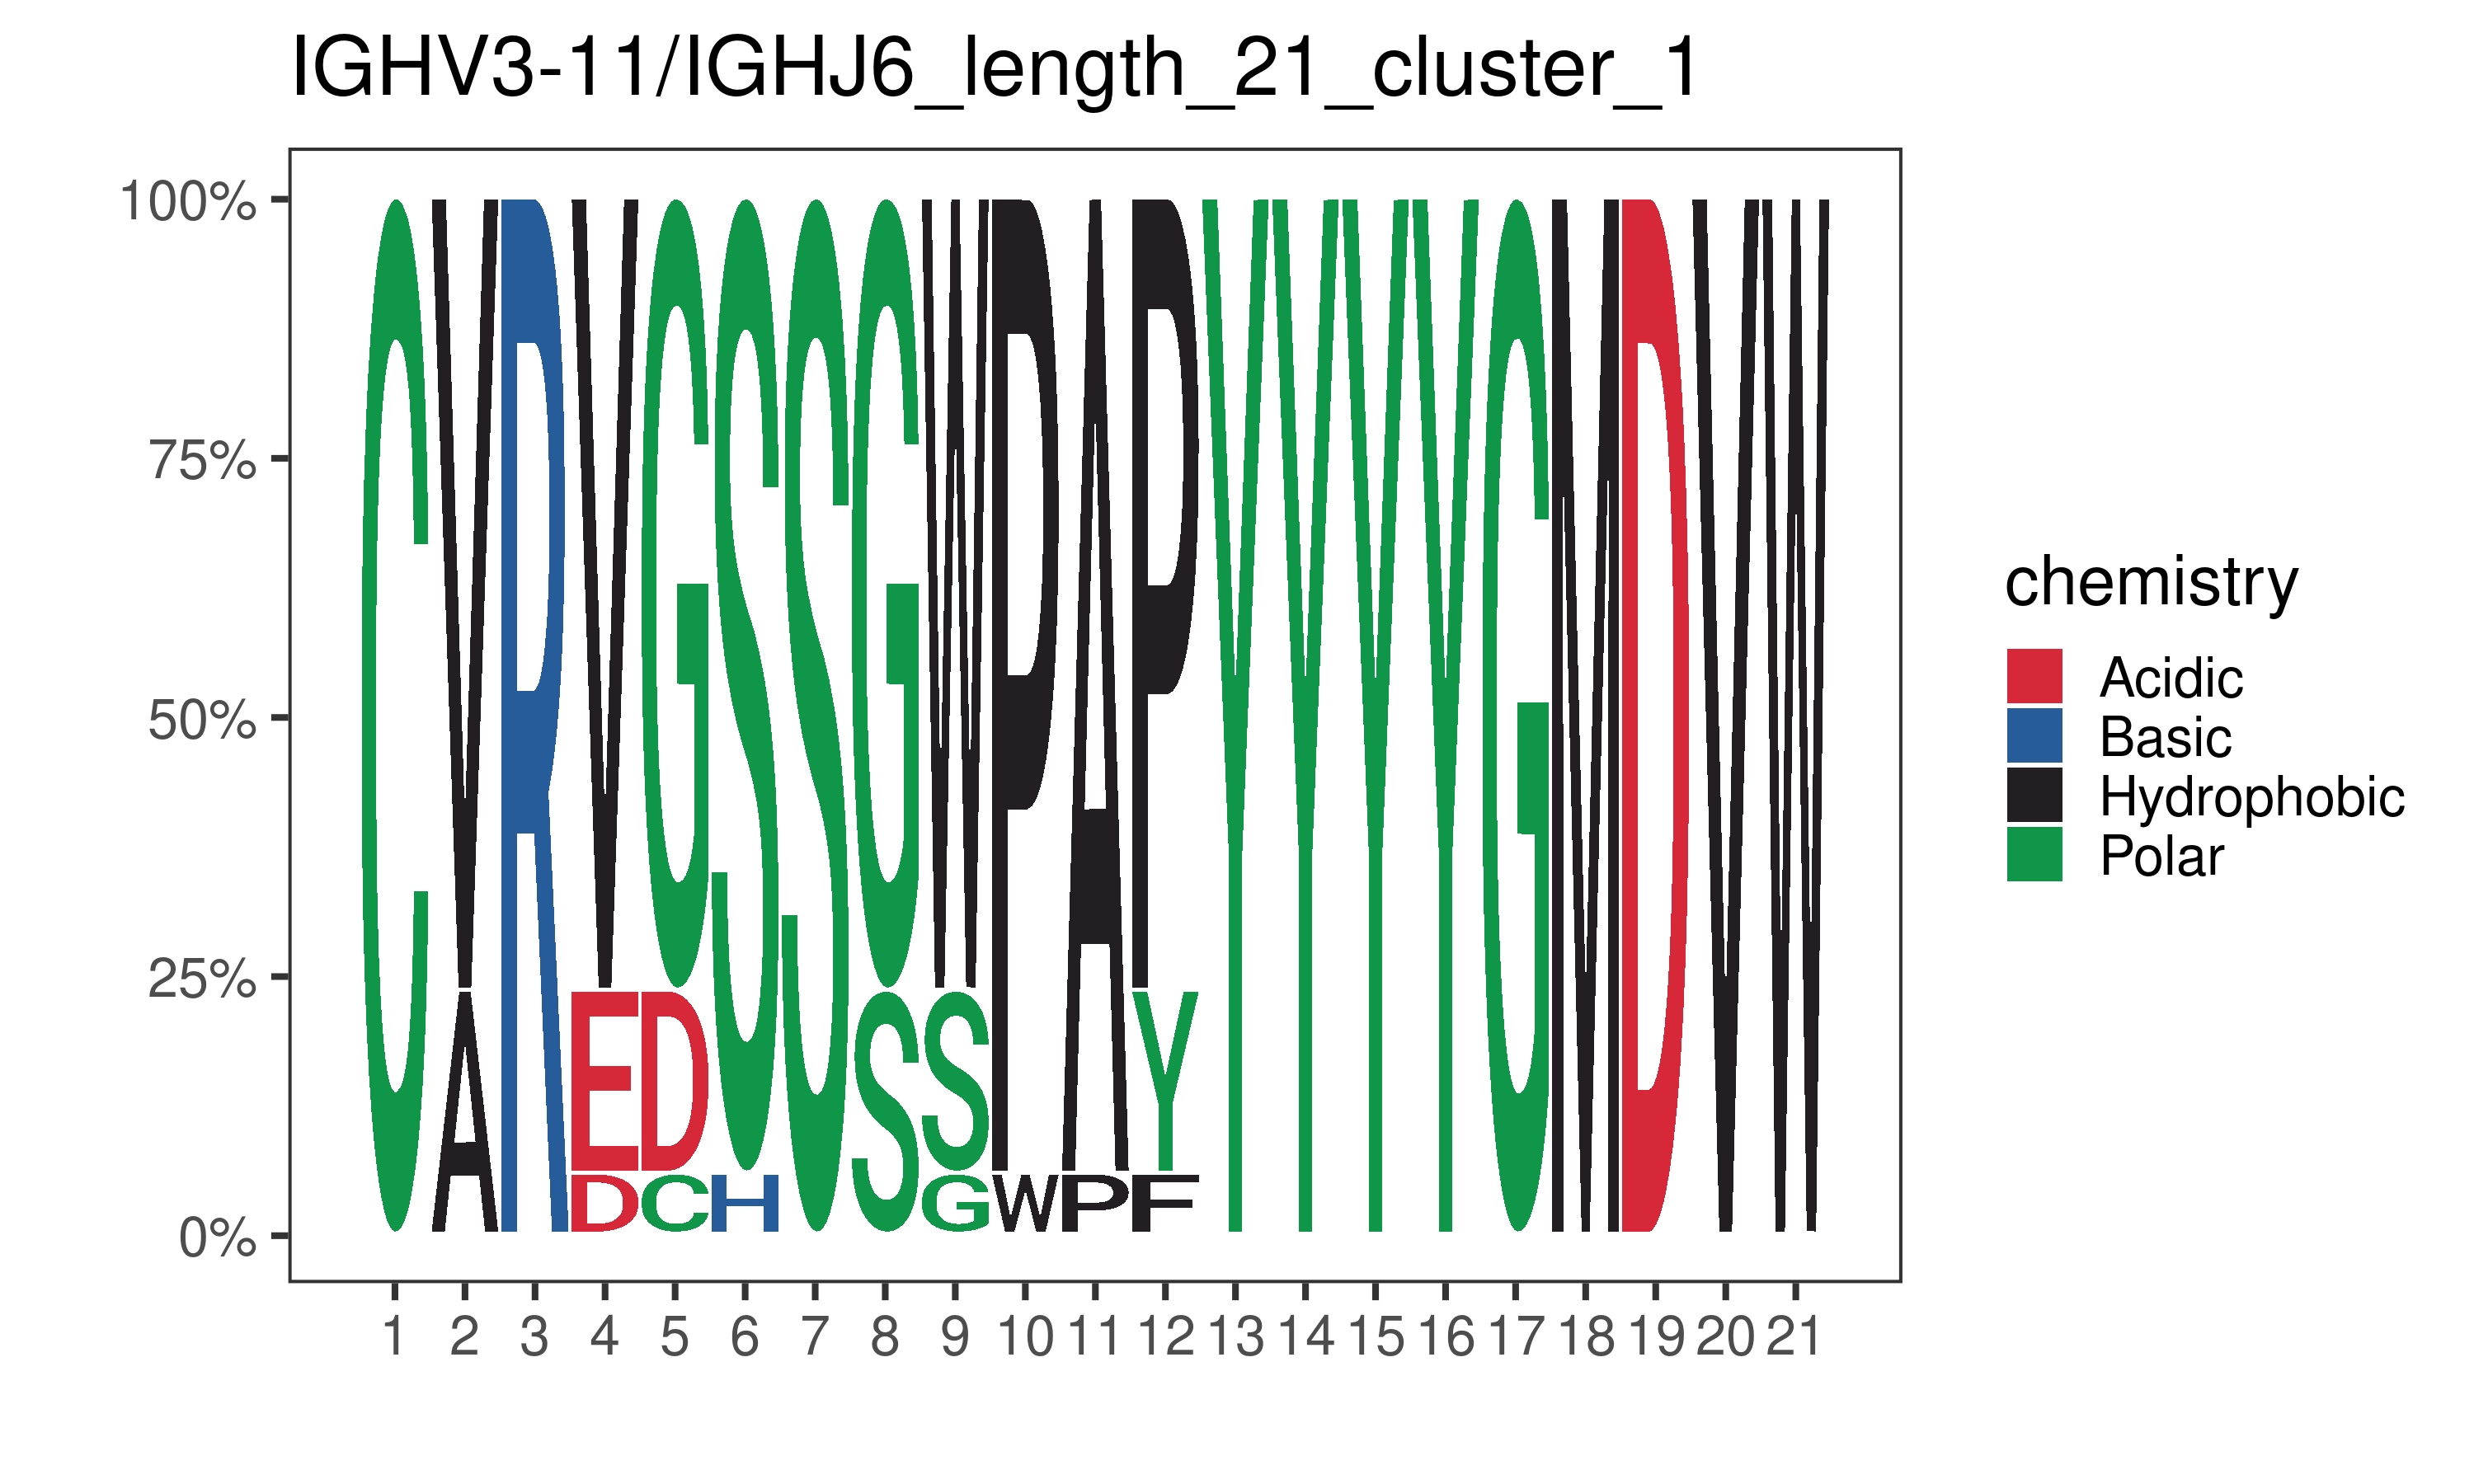 IGHV3-11/IGHJ6_length_21_cluster_1
100%
75%
50%
25%
0%
C V R V G S S G W P A P Y Y Y Y G M D V W
A E D S S Y
D C H G W P F
1 2 3 4 5 6 7 8 9 10 11 12 13 14 15 16 17 18 19 20 21
chemistry
Acidic
Basic
Hydrophobic
Polar